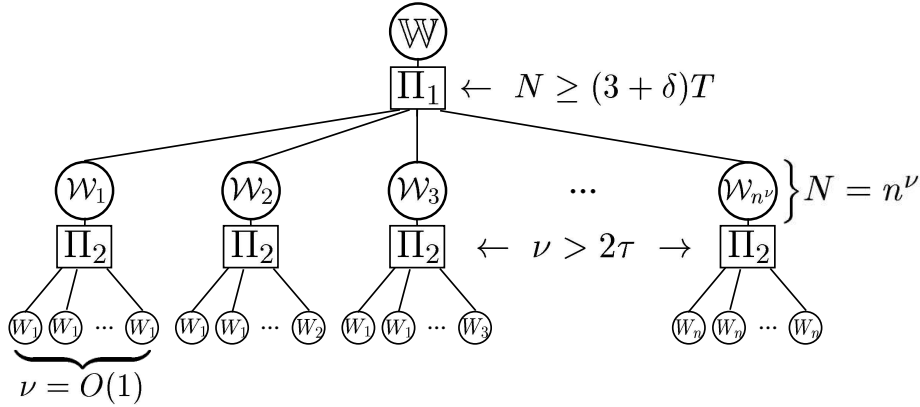 𝕎
Π₁ ← N ≥ (3 + δ)T
𝒲₁ 𝒲₂ 𝒲₃ ... 𝒲_{n^ν} } N = n^ν
Π₂ Π₂ Π₂ ← ν > 2τ → Π₂
W₁ W₁ ... W₁ W₁ W₁ ... W₂ W₁ W₁ ... W₃ Wₙ Wₙ ... Wₙ
ν = O(1)